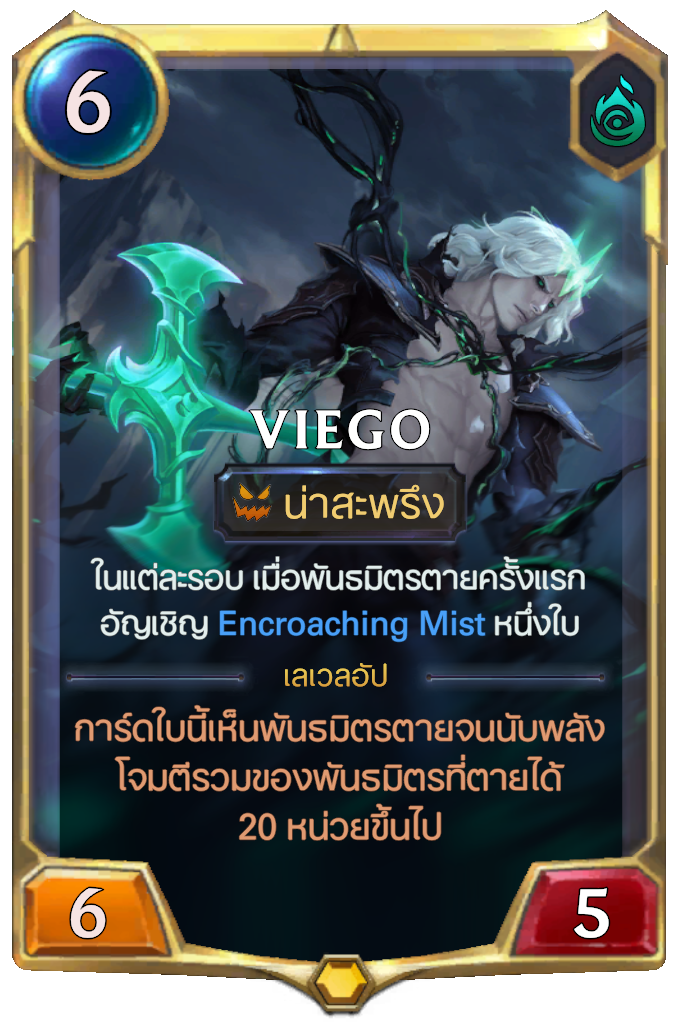 6
VIEGO
น่าสะพรึง
ในแต่ละรอบ เมื่อพันธมิตรตายครั้งแรก
อัญเชิญ Encroaching Mist หนึ่งใบ
เลเวลอัป
การ์ดใบนี้เห็นพันธมิตรตายจนนับพลัง
โจมตีรวมของพันธมิตรที่ตายได้
20 หน่วยขึ้นไป
6
5